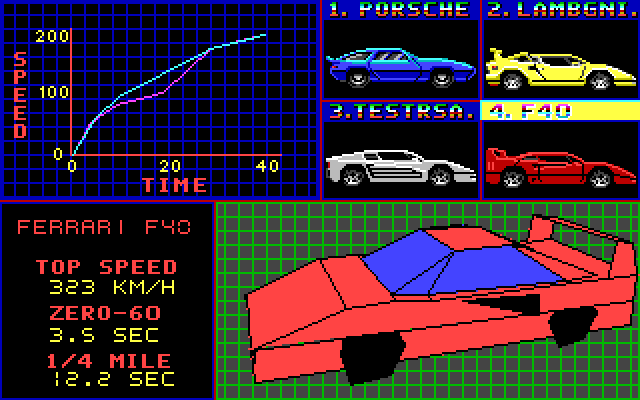 200
100
0
0 20 40
SPEED
TIME
1. PORSCHE
2. LAMBGNI.
3.TESTRSA.
4. F40
FERRARI F40
TOP SPEED
323 KM/H
ZERO-60
3.5 SEC
1/4 MILE
12.2 SEC